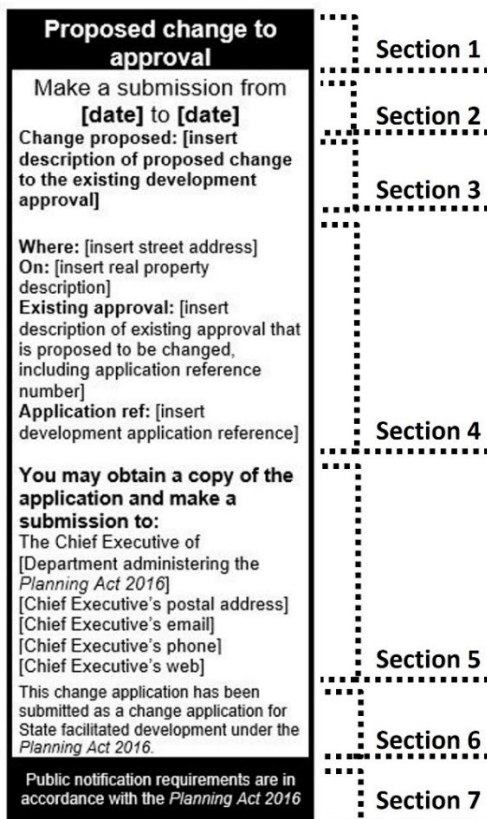 Proposed change to
approval
Make a submission from
[date] to [date]
Change proposed: [insert
description of proposed change
to the existing development
approval]
Where: [insert street address]
On: [insert real property
description]
Existing approval: [insert
description of existing approval that
is proposed to be changed,
including application reference
number]
Application ref: [insert
development application reference]
You may obtain a copy of the
application and make a
submission to:
The Chief Executive of
[Department administering the
Planning Act 2016]
[Chief Executive's postal address]
[Chief Executive's email]
[Chief Executive's phone]
[Chief Executive's web]
This change application has been
submitted as a change application for
State facilitated development under the
Planning Act 2016.
Public notification requirements are in
accordance with the Planning Act 2016
Section 1
Section 2
Section 3
Section 4
Section 5
Section 6
Section 7